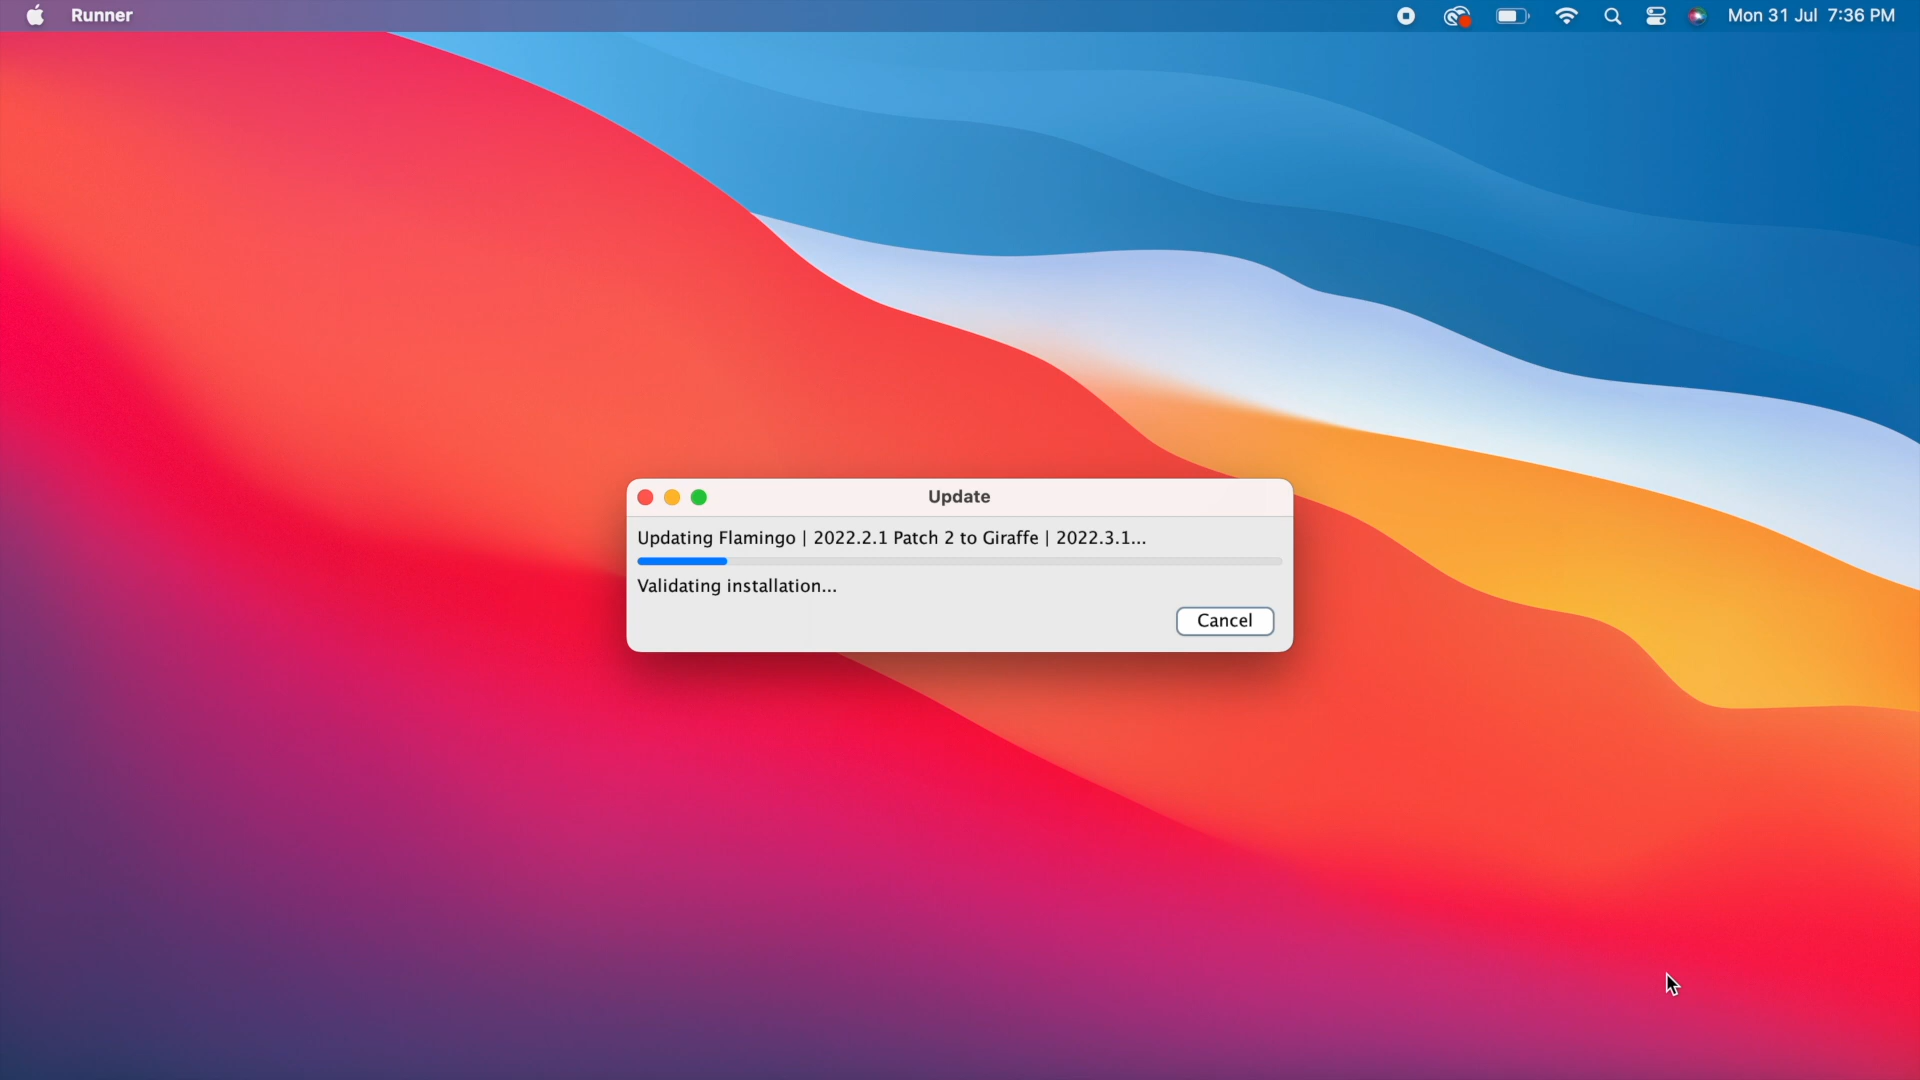 Runner
Mon 31 Jul 7:36 PM
Update
Updating Flamingo | 2022.2.1 Patch 2 to Giraffe | 2022.3.1...
Validating installation...
Cancel